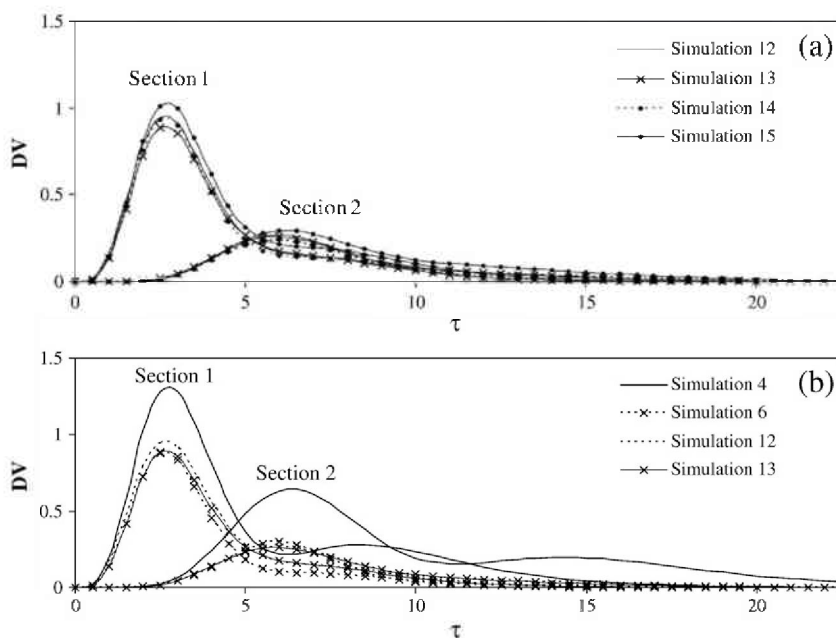 1.5
(a)
Simulation 12
Section 1
Simulation 13
1
Simulation 14
DV
Simulation 15
0.5
Section 2
0
0 5 10 15 20
τ
1.5
Section 1
(b)
Simulation 4
Simulation 6
1
Simulation 12
DV
Section 2
Simulation 13
0.5
0
0 5 10 15 20
τ